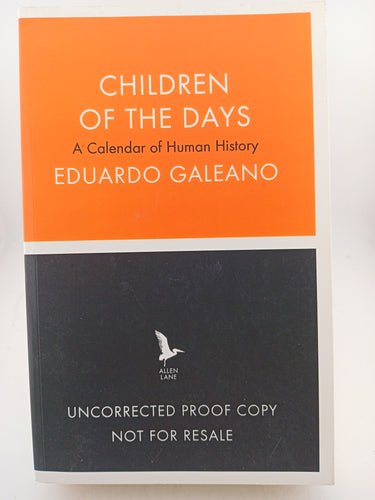 CHILDREN
OF THE DAYS
A Calendar of Human History
EDUARDO GALEANO
ALLEN
LANE
UNCORRECTED PROOF COPY
NOT FOR RESALE